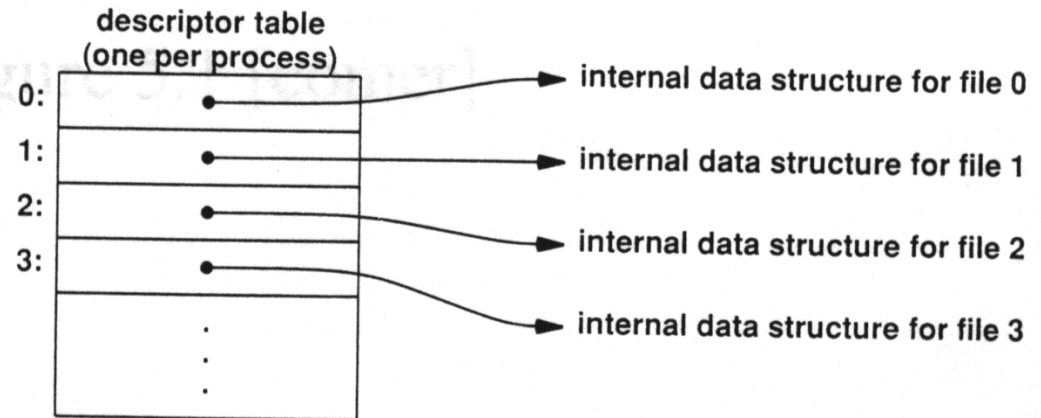 descriptor table
(one per process)
0:
internal data structure for file 0
1:
internal data structure for file 1
2:
internal data structure for file 2
3:
internal data structure for file 3